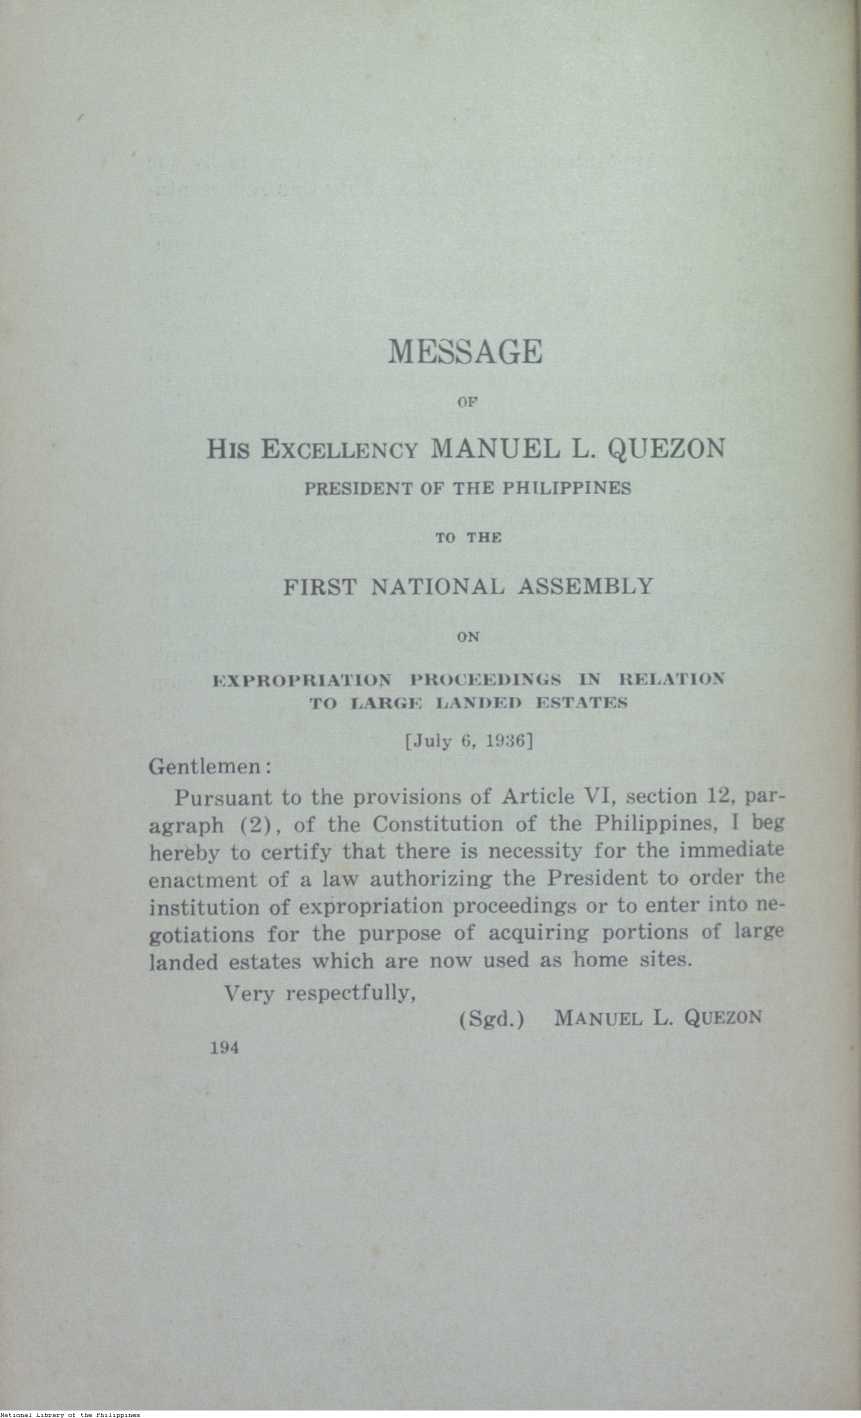 MESSAGE
OF
HIS EXCELLENCY MANUEL L. QUEZON
PRESIDENT OF THE PHILIPPINES
TO THE
FIRST NATIONAL ASSEMBLY
ON
EXPROPRIATION PROCEEDINGS IN RELATION
TO LARGE LANDED ESTATES
[July 6, 1936]
Gentlemen:
Pursuant to the provisions of Article VI, section 12, par-
agraph (2), of the Constitution of the Philippines, I beg
hereby to certify that there is necessity for the immediate
enactment of a law authorizing the President to order the
institution of expropriation proceedings or to enter into ne-
gotiations for the purpose of acquiring portions of large
landed estates which are now used as home sites.
Very respectfully,
(Sgd.) MANUEL L. QUEZON
194
National Library of the Philippines